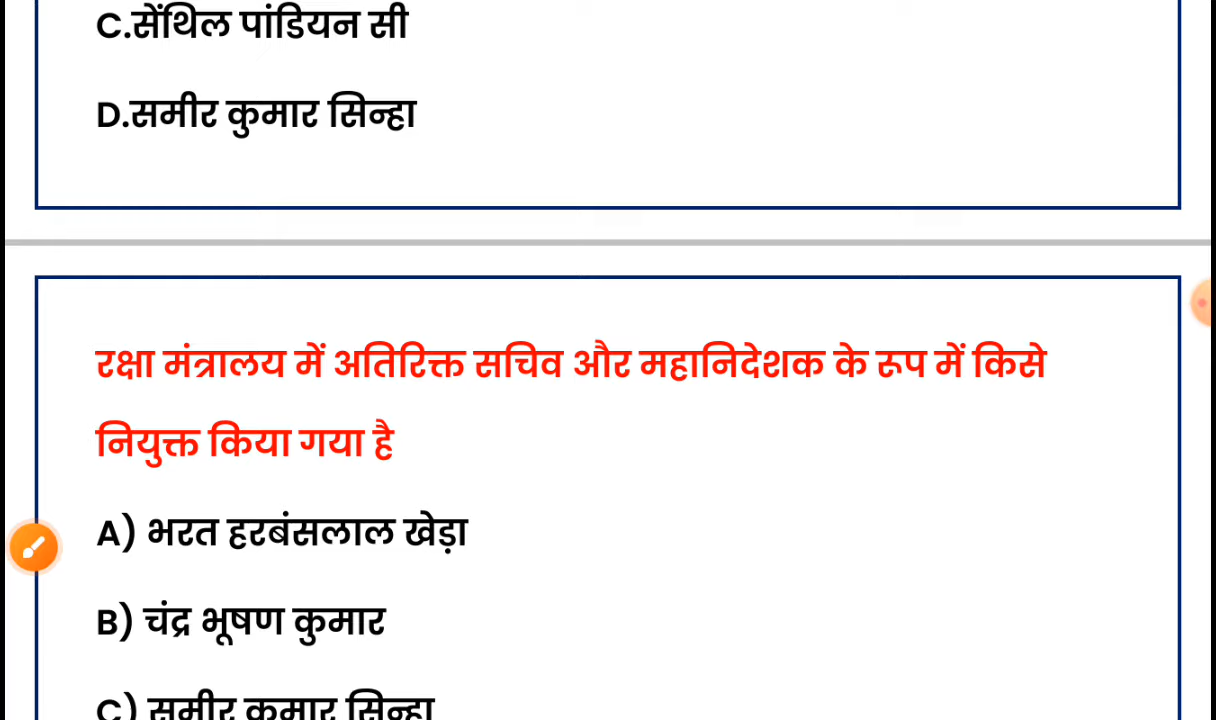 C.सेंथिल पांडियन सी
D.समीर कुमार सिन्हा
रक्षा मंत्रालय में अतिरिक्त सचिव और महानिदेशक के रूप में किसे
नियुक्त किया गया है
A) भरत हरबंसलाल खेड़ा
B) चंद्र भूषण कुमार
C) समीर कुमार सिन्हा